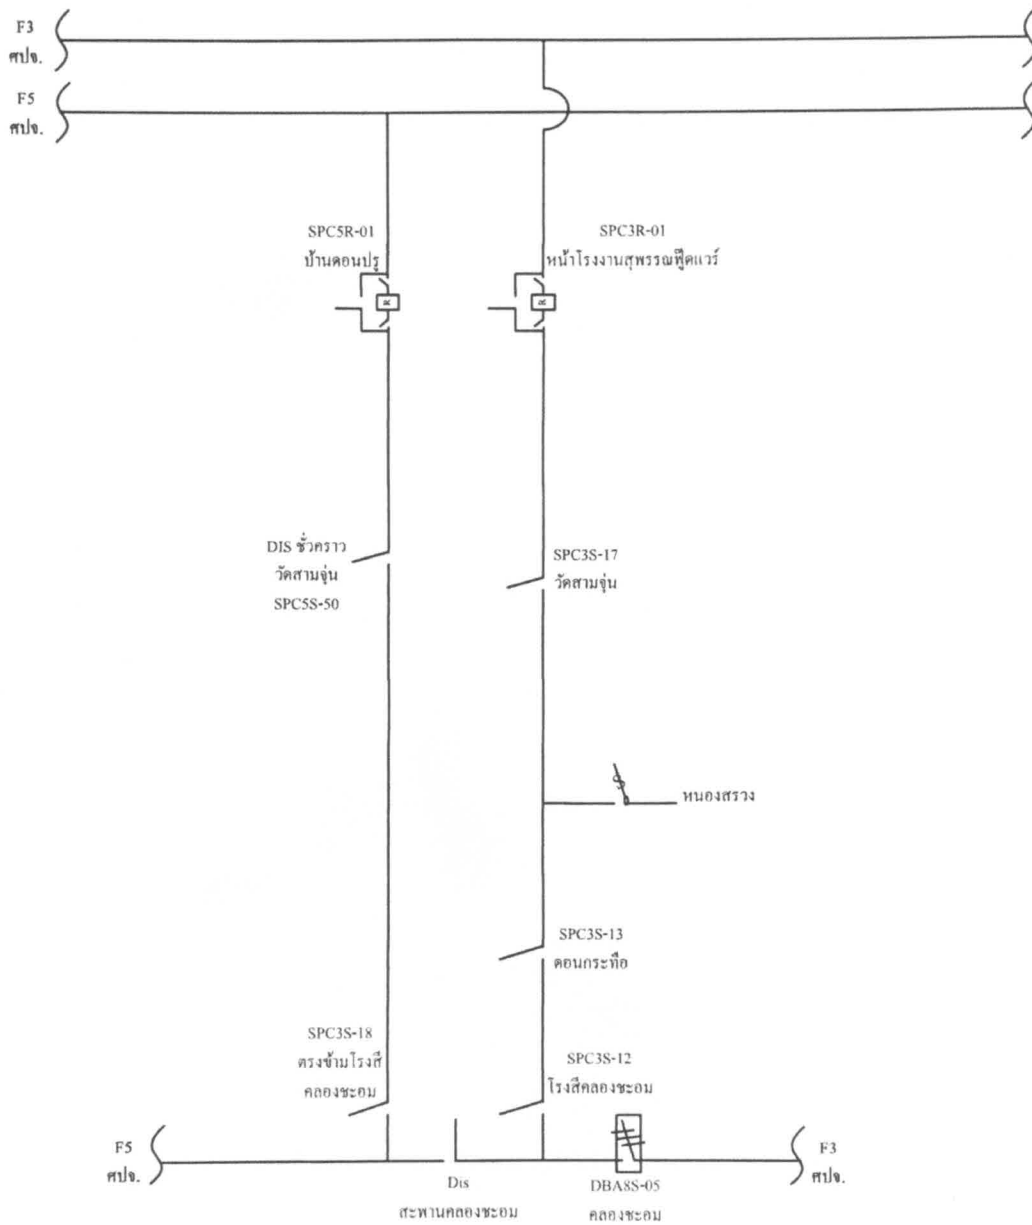 F3
ศปจ.
F5
ศปจ.
SPC5R-01
บ้านดอนปรู
SPC3R-01
หน้าโรงงานสุพรรณฟู๊ดแวร์
R
R
DIS ชั่วคราว
วัดสามจุ่น
SPC5S-50
SPC3S-17
วัดสามจุ่น
หนองสรวง
SPC3S-13
ดอนกระทือ
SPC3S-18
ตรงข้ามโรงสี
คลองชะอม
SPC3S-12
โรงสีคลองชะอม
F5
ศปจ.
F3
ศปจ.
Dis
สะพานคลองชะอม
DBA8S-05
คลองชะอม